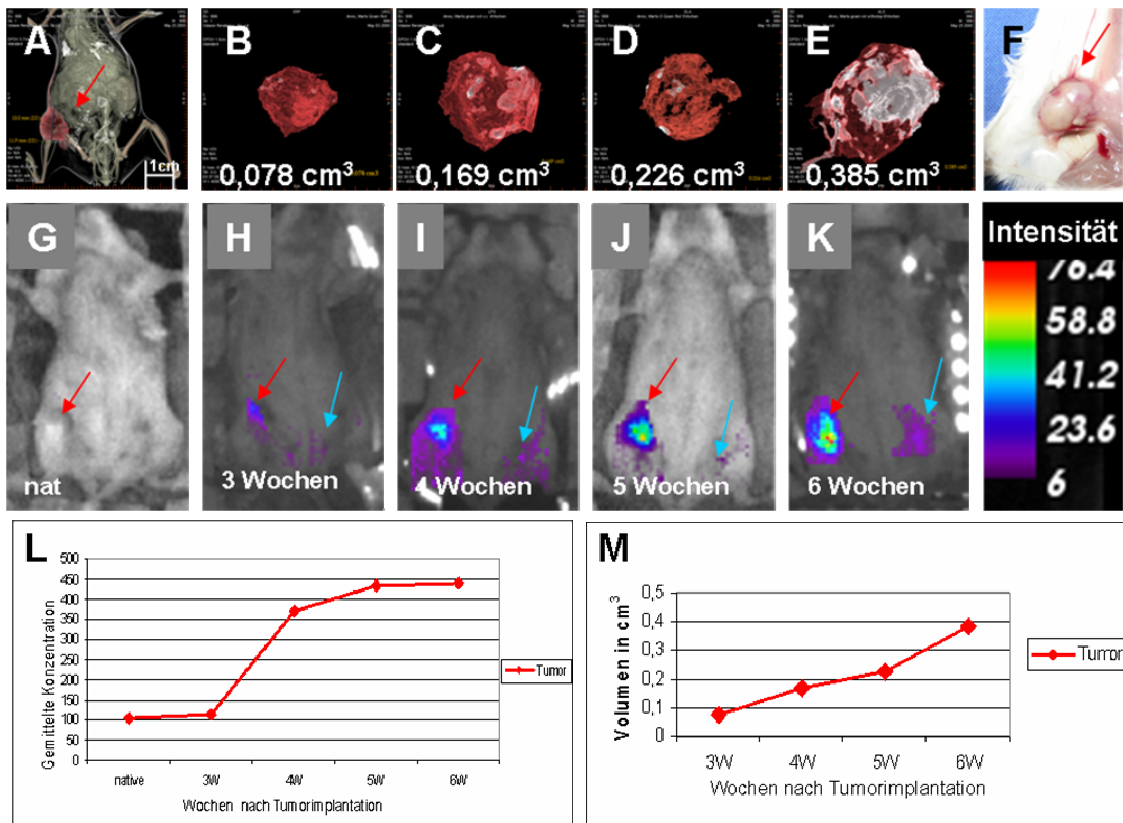 A
B
C
D
E
F
1cm
0,078 cm³
0,169 cm³
0,226 cm³
0,385 cm³
G
H
I
J
K
Intensität
76.4
58.8
41.2
23.6
6
nat
3 Wochen
4 Wochen
5 Wochen
6 Wochen
L
Gemittelte Konzentration
500
450
400
350
300
250
200
150
100
50
0
native
3W
4W
5W
6W
Wochen nach Tumorimplantation
Tumor
M
Volumen in cm³
0,5
0,4
0,3
0,2
0,1
0
3W
4W
5W
6W
Wochen nach Tumorimplantation
Tumor